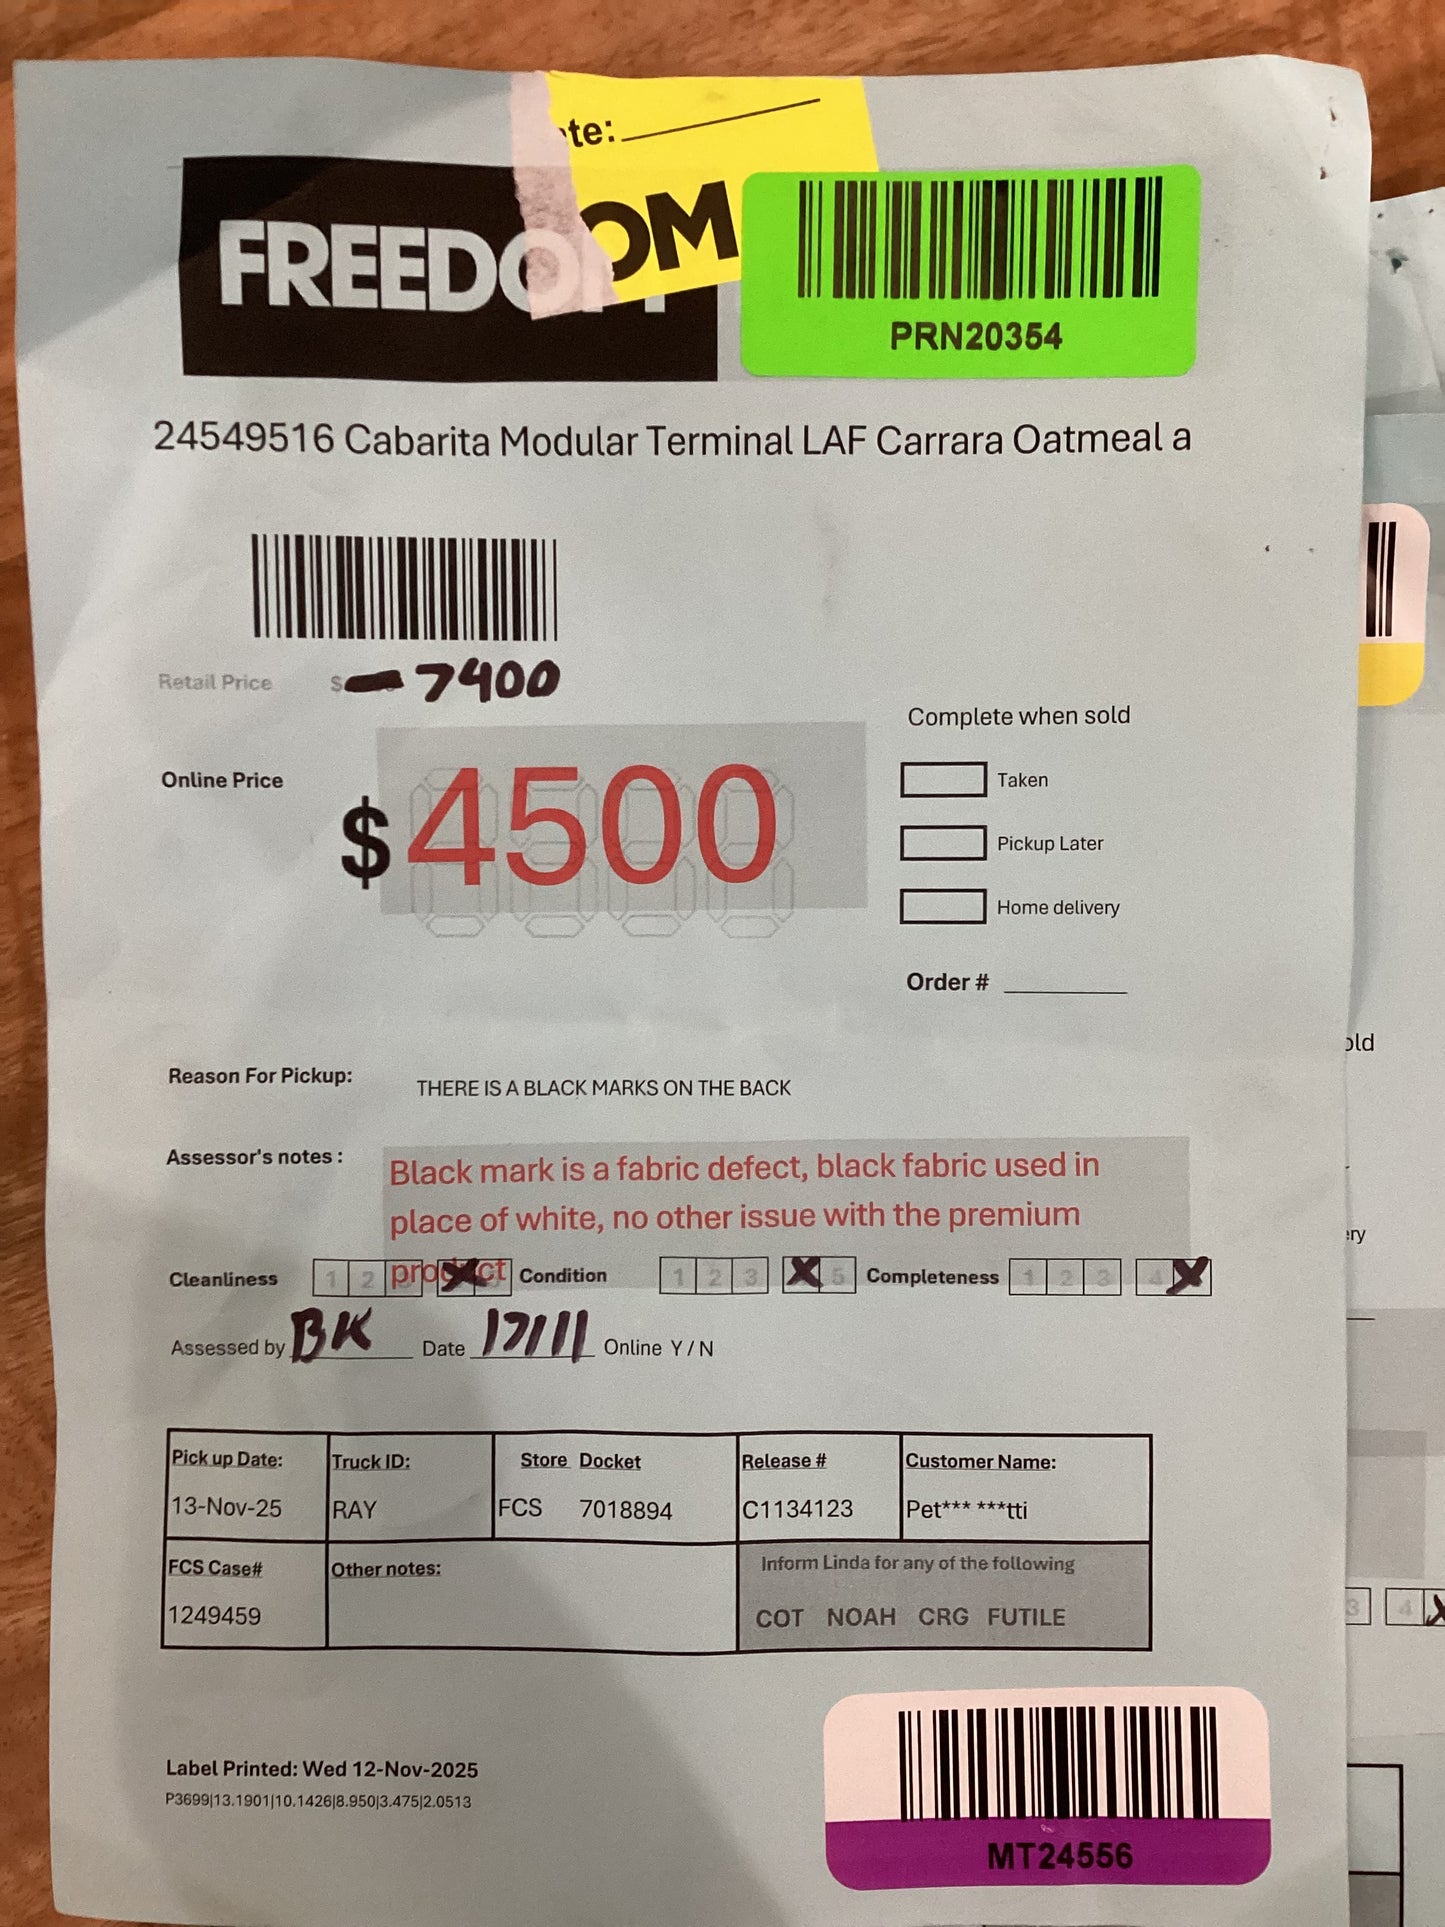 te:
FREEDOM
PRN20354
24549516 Cabarita Modular Terminal LAF Carrara Oatmeal a
Retail Price $ 7400
Complete when sold
Online Price
$4500
Taken
Pickup Later
Home delivery
Order #
Reason For Pickup: THERE IS A BLACK MARKS ON THE BACK
Assessor's notes : Black mark is a fabric defect, black fabric used in
place of white, no other issue with the premium
product
Cleanliness 1 2 Condition 1 2 3 5 Completeness 1 2 3 4
Assessed by BK Date 17/11 Online Y / N
Pick up Date: Truck ID: Store Docket Release # Customer Name:
13-Nov-25 RAY FCS 7018894 C1134123 Pet*** ***tti
FCS Case# Other notes: Inform Linda for any of the following
1249459 COT NOAH CRG FUTILE
Label Printed: Wed 12-Nov-2025
P3699|13.1901|10.1426|8.950|3.475|2.0513
MT24556
old
ery
3 4